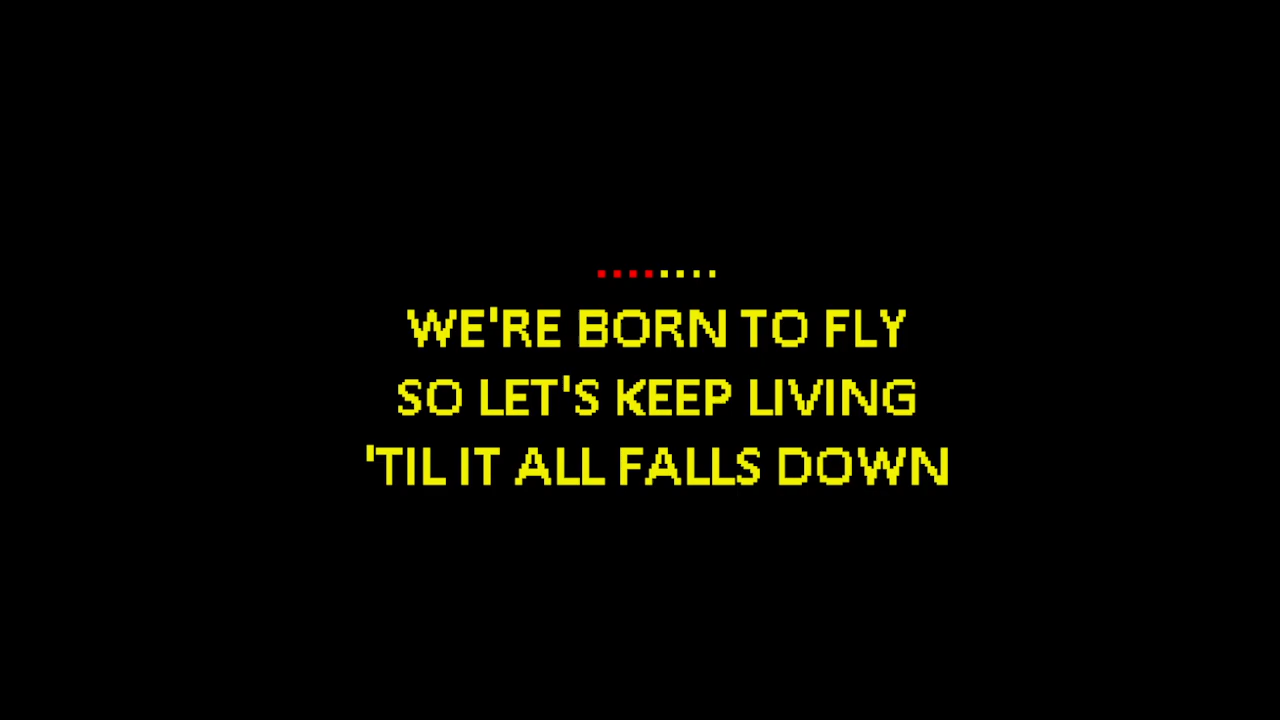 ........
WE'RE BORN TO FLY
SO LET'S KEEP LIVING
'TIL IT ALL FALLS DOWN